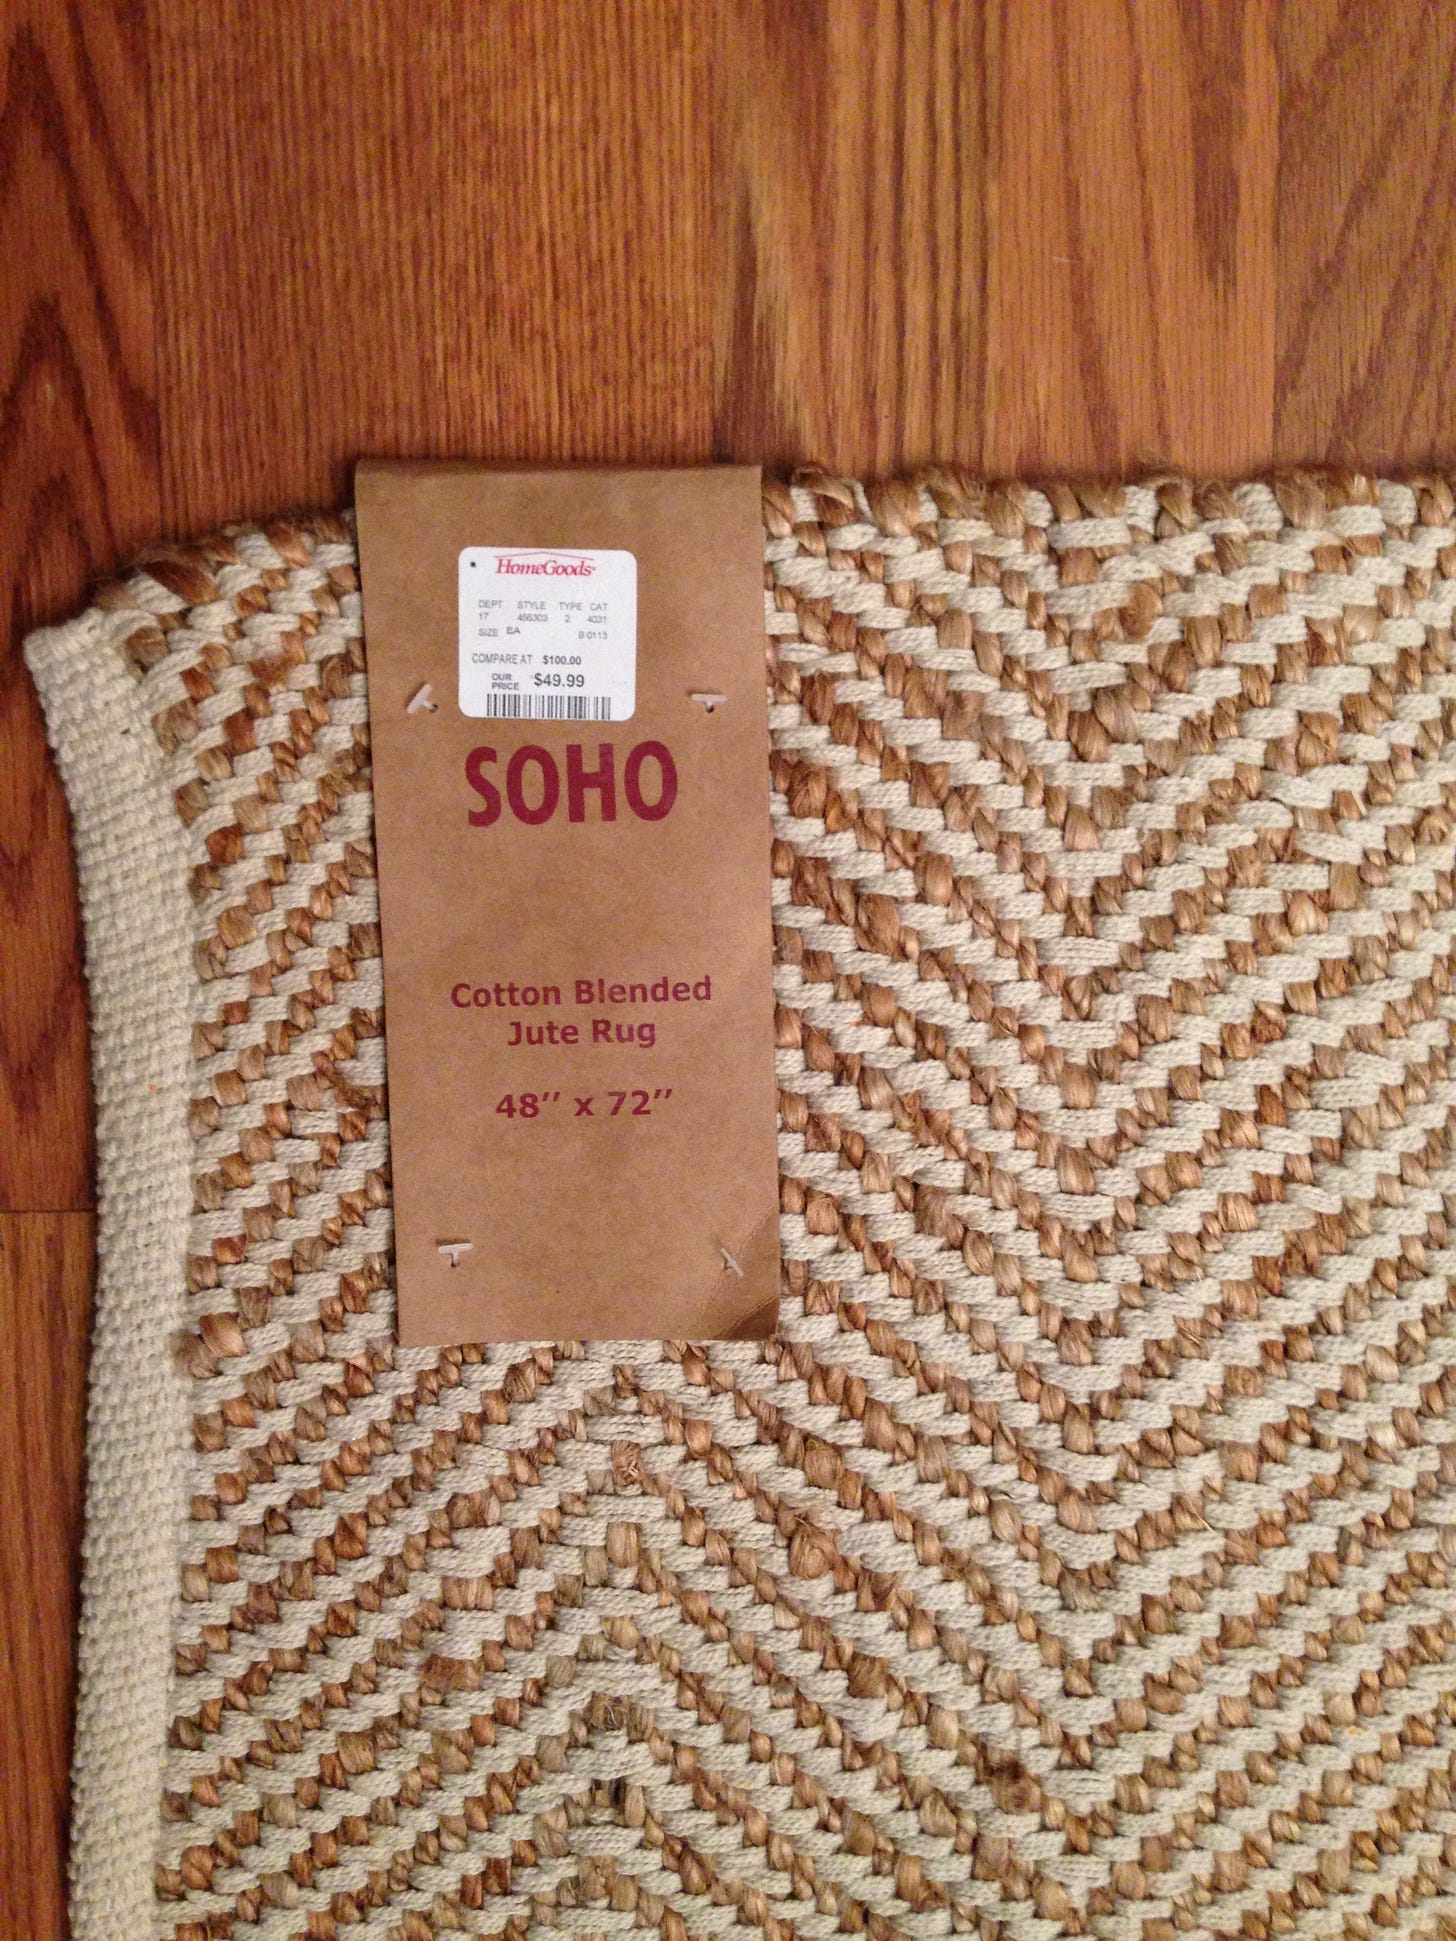 HomeGoods
DEPT STYLE TYPE CAT
17 456303 2 4031
SIZE EA B 0113
COMPARE AT $100.00
OUR PRICE $49.99
SOHO
Cotton Blended
Jute Rug
48" x 72"